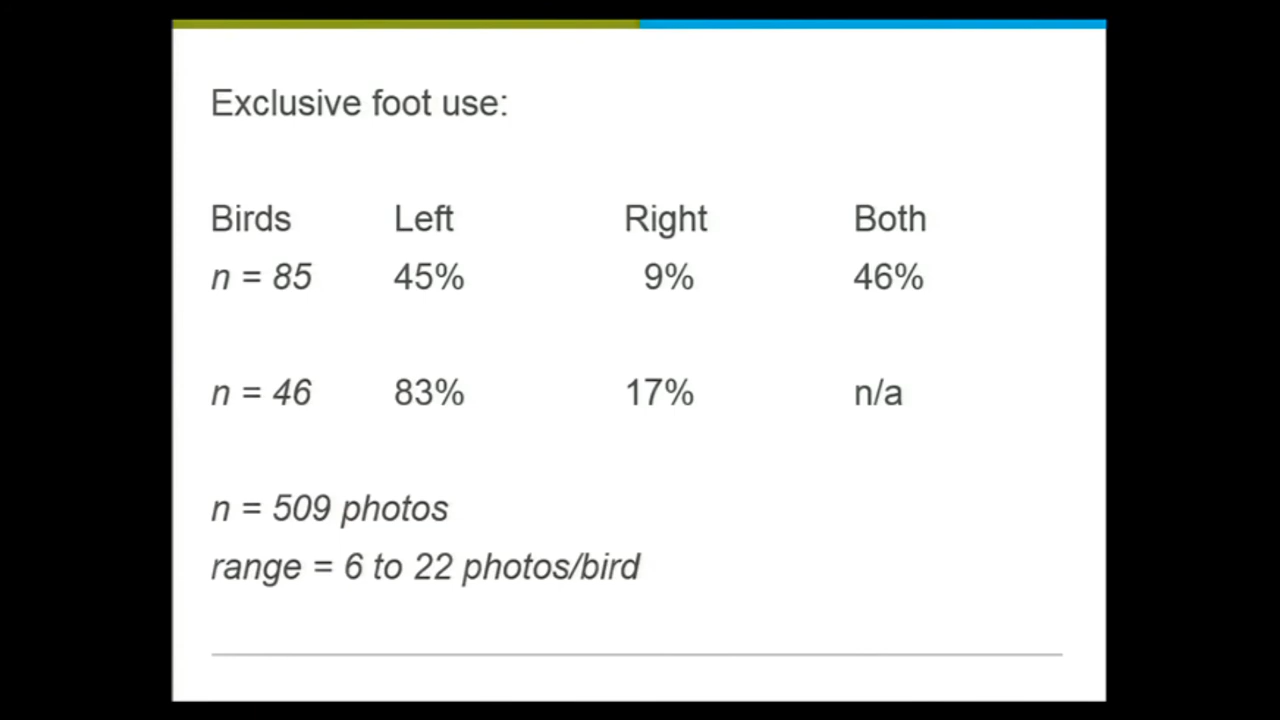 Exclusive foot use:
Birds Left Right Both
n = 85 45% 9% 46%
n = 46 83% 17% n/a
n = 509 photos
range = 6 to 22 photos/bird